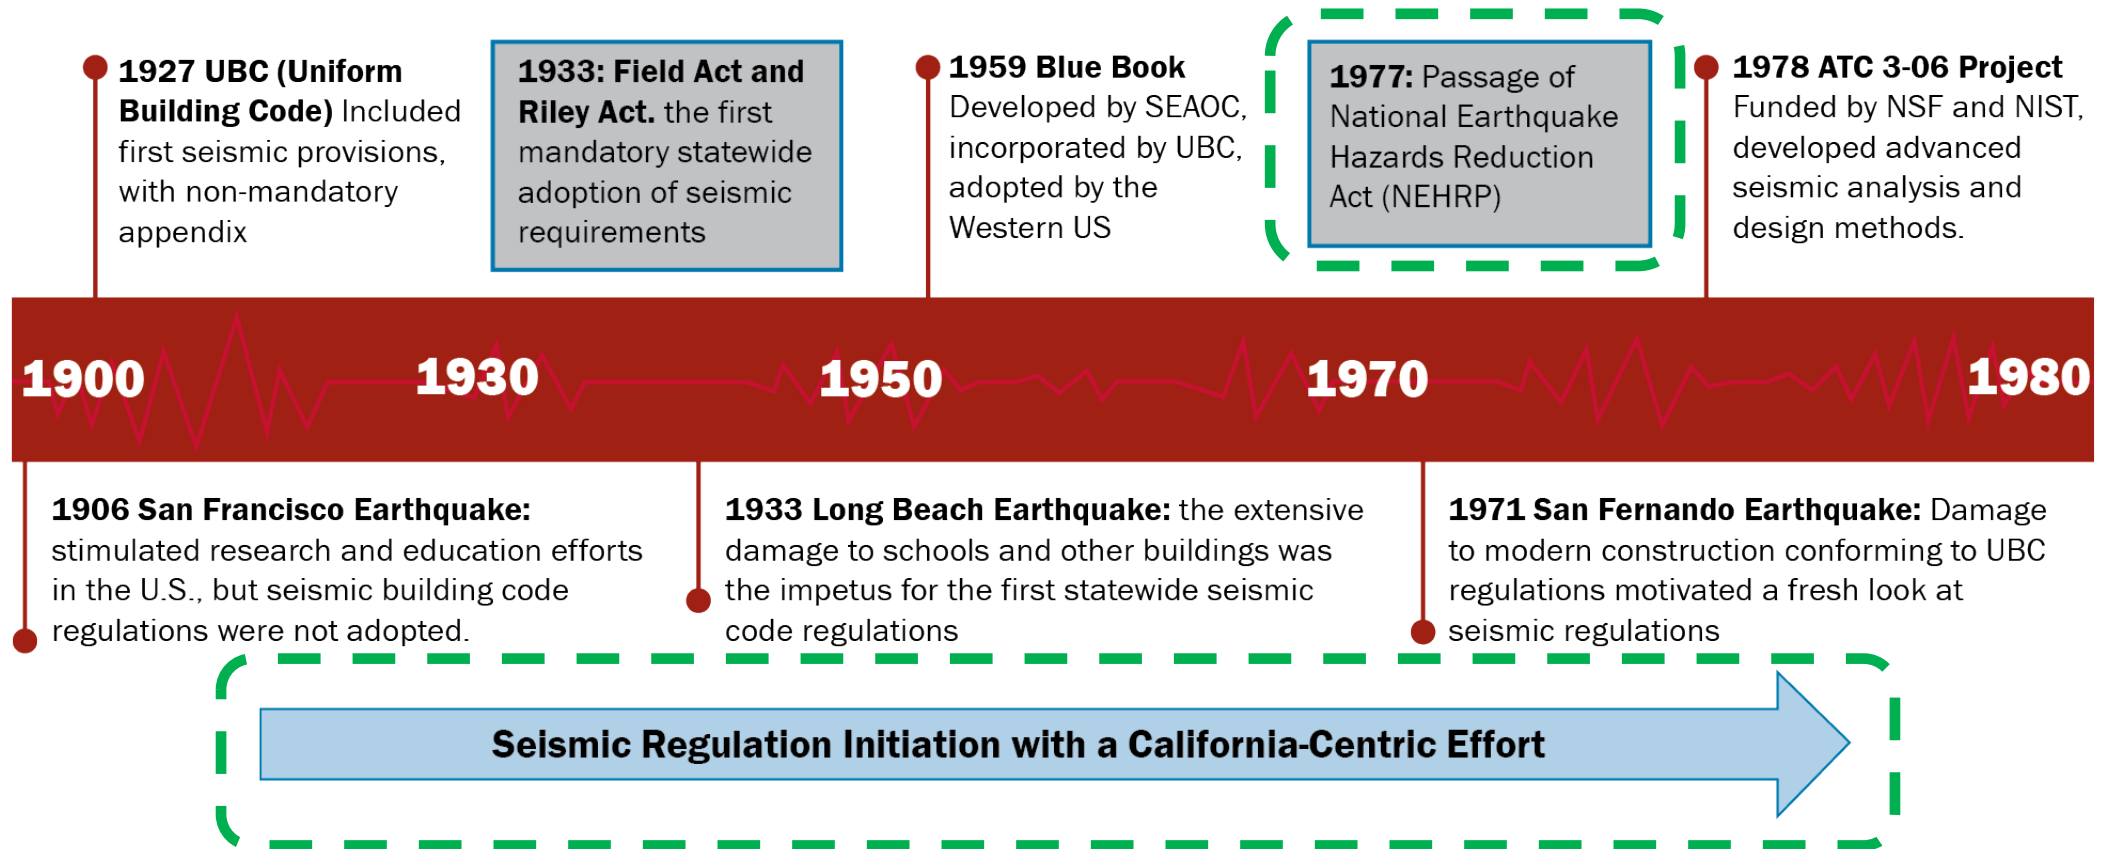 1927 UBC (Uniform
Building Code) Included
first seismic provisions,
with non-mandatory
appendix
1933: Field Act and
Riley Act. the first
mandatory statewide
adoption of seismic
requirements
1959 Blue Book
Developed by SEAOC,
incorporated by UBC,
adopted by the
Western US
1977: Passage of
National Earthquake
Hazards Reduction
Act (NEHRP)
1978 ATC 3-06 Project
Funded by NSF and NIST,
developed advanced
seismic analysis and
design methods.
1900 1930 1950 1970 1980
1906 San Francisco Earthquake:
stimulated research and education efforts
in the U.S., but seismic building code
regulations were not adopted.
1933 Long Beach Earthquake: the extensive
damage to schools and other buildings was
the impetus for the first statewide seismic
code regulations
1971 San Fernando Earthquake: Damage
to modern construction conforming to UBC
regulations motivated a fresh look at
seismic regulations
Seismic Regulation Initiation with a California-Centric Effort